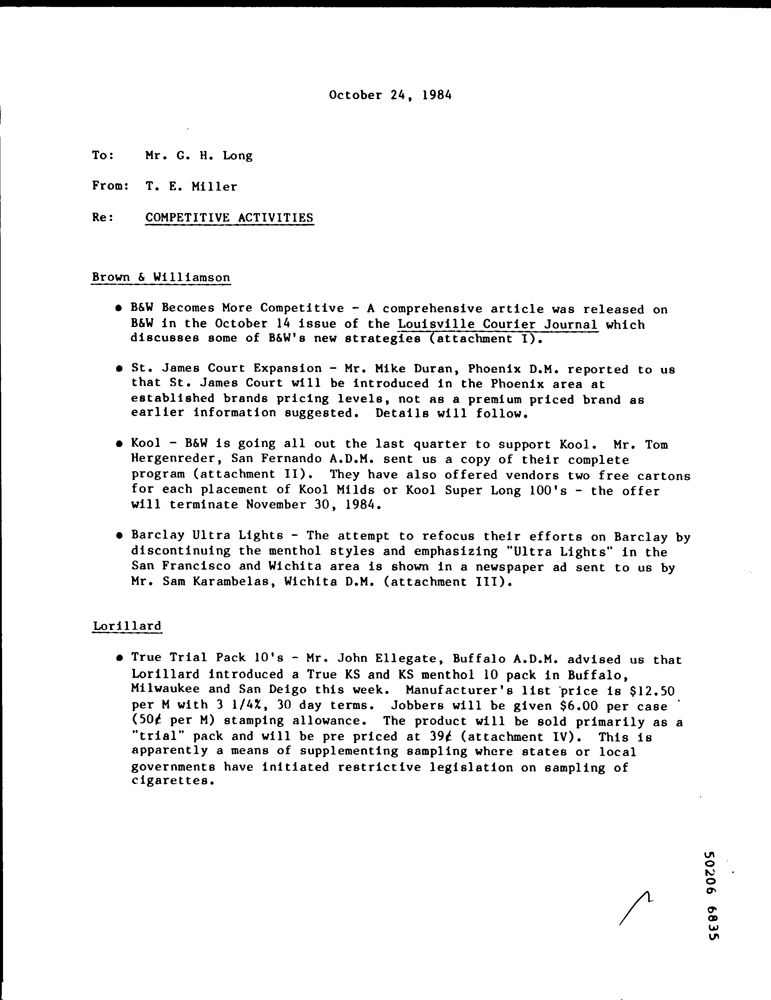 October 24, 1984
To: Mr. G. H. Long
From: T. E. Miller
Re: COMPETITIVE ACTIVITIES
Brown & Williamson
• B&W Becomes More Competitive - A comprehensive article was released on
B&W in the October 14 issue of the Louisville Courier Journal which
discusses some of B&W's new strategies (attachment I).
• St. James Court Expansion - Mr. Mike Duran, Phoenix D.M. reported to us
that St. James Court will be introduced in the Phoenix area at
established brands pricing levels, not as a premium priced brand as
earlier information suggested. Details will follow.
• Kool - B&W is going all out the last quarter to support Kool. Mr. Tom
Hergenreder, San Fernando A.D.M. sent us a copy of their complete
program (attachment II). They have also offered vendors two free cartons
for each placement of Kool Milds or Kool Super Long 100's - the offer
will terminate November 30, 1984.
• Barclay Ultra Lights - The attempt to refocus their efforts on Barclay by
discontinuing the menthol styles and emphasizing "Ultra Lights" in the
San Francisco and Wichita area is shown in a newspaper ad sent to us by
Mr. Sam Karambelas, Wichita D.M. (attachment III).
Lorillard
• True Trial Pack 10's - Mr. John Ellegate, Buffalo A.D.M. advised us that
Lorillard introduced a True KS and KS menthol 10 pack in Buffalo,
Milwaukee and San Deigo this week. Manufacturer's list price is $12.50
per M with 3 1/4%, 30 day terms. Jobbers will be given $6.00 per case
(50¢ per M) stamping allowance. The product will be sold primarily as a
"trial" pack and will be pre priced at 39¢ (attachment IV). This is
apparently a means of supplementing sampling where states or local
governments have initiated restrictive legislation on sampling of
cigarettes.
50206 6835